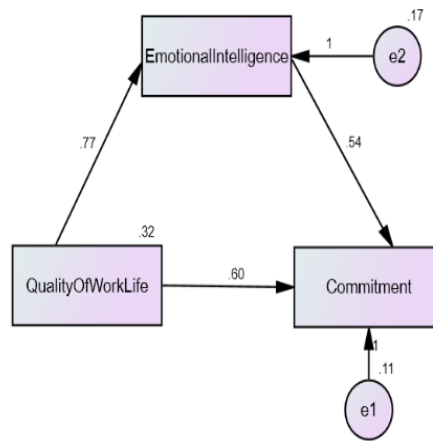 .17
EmotionalIntelligence
1
e2
.77
.54
.32
QualityOfWorkLife
.60
Commitment
1
.11
e1